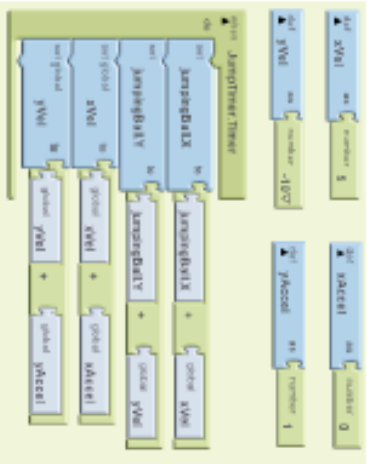 def xVel as number 5
def yVel as number -10
def xAccel as number 0
def yAccel as number 1
when JumpTimer.Timer
do
set jumpingBall.X to jumpingBall.X + global xVel
set jumpingBall.Y to jumpingBall.Y + global yVel
set global xVel to global xVel + global xAccel
set global yVel to global yVel + global yAccel